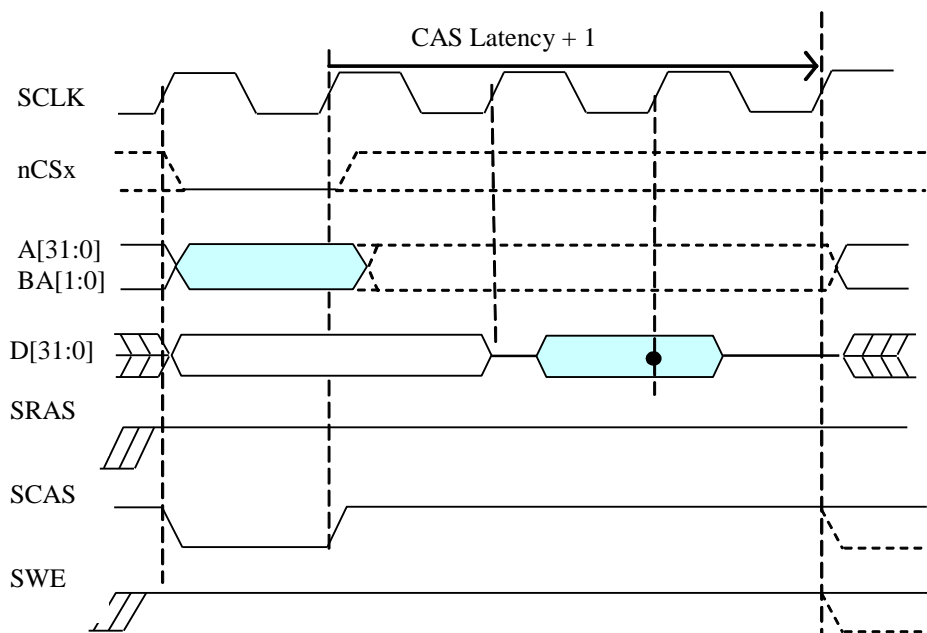 CAS Latency + 1
SCLK
nCSx
A[31:0]
BA[1:0]
D[31:0]
SRAS
SCAS
SWE